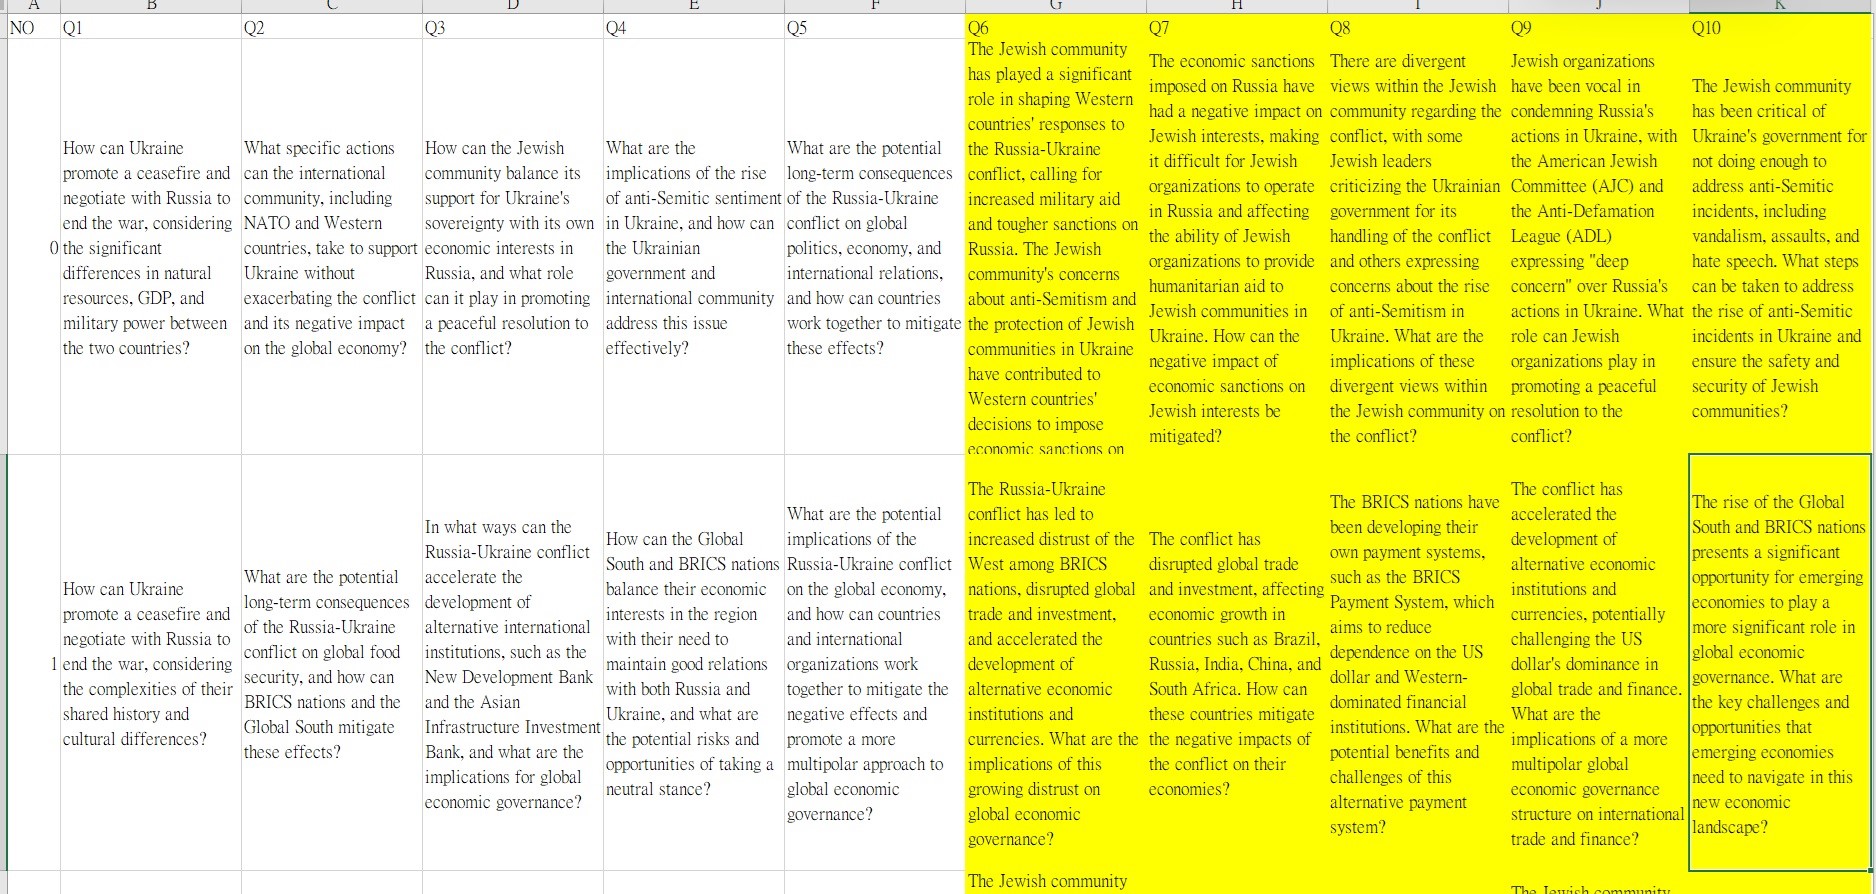 A B C D E F G H I J K
NO Q1 Q2 Q3 Q4 Q5 Q6 Q7 Q8 Q9 Q10
0
How can Ukraine
promote a ceasefire and
negotiate with Russia to
end the war, considering
the significant
differences in natural
resources, GDP, and
military power between
the two countries?
What specific actions
can the international
community, including
NATO and Western
countries, take to support
Ukraine without
exacerbating the conflict
and its negative impact
on the global economy?
How can the Jewish
community balance its
support for Ukraine's
sovereignty with its own
economic interests in
Russia, and what role
can it play in promoting
a peaceful resolution to
the conflict?
What are the
implications of the rise
of anti-Semitic sentiment
in Ukraine, and how can
the Ukrainian
government and
international community
address this issue
effectively?
What are the potential
long-term consequences
of the Russia-Ukraine
conflict on global
politics, economy, and
international relations,
and how can countries
work together to mitigate
these effects?
The Jewish community
has played a significant
role in shaping Western
countries' responses to
the Russia-Ukraine
conflict, calling for
increased military aid
and tougher sanctions on
Russia. The Jewish
community's concerns
about anti-Semitism and
the protection of Jewish
communities in Ukraine
have contributed to
Western countries'
decisions to impose
economic sanctions on
The economic sanctions
imposed on Russia have
had a negative impact on
Jewish interests, making
it difficult for Jewish
organizations to operate
in Russia and affecting
the ability of Jewish
organizations to provide
humanitarian aid to
Jewish communities in
Ukraine. How can the
negative impact of
economic sanctions on
Jewish interests be
mitigated?
There are divergent
views within the Jewish
community regarding the
conflict, with some
Jewish leaders
criticizing the Ukrainian
government for its
handling of the conflict
and others expressing
concerns about the rise
of anti-Semitism in
Ukraine. What are the
implications of these
divergent views within
the Jewish community on
the conflict?
Jewish organizations
have been vocal in
condemning Russia's
actions in Ukraine, with
the American Jewish
Committee (AJC) and
the Anti-Defamation
League (ADL)
expressing "deep
concern" over Russia's
actions in Ukraine. What
role can Jewish
organizations play in
promoting a peaceful
resolution to the
conflict?
The Jewish community
has been critical of
Ukraine's government for
not doing enough to
address anti-Semitic
incidents, including
vandalism, assaults, and
hate speech. What steps
can be taken to address
the rise of anti-Semitic
incidents in Ukraine and
ensure the safety and
security of Jewish
communities?
1
How can Ukraine
promote a ceasefire and
negotiate with Russia to
end the war, considering
the complexities of their
shared history and
cultural differences?
What are the potential
long-term consequences
of the Russia-Ukraine
conflict on global food
security, and how can
BRICS nations and the
Global South mitigate
these effects?
In what ways can the
Russia-Ukraine conflict
accelerate the
development of
alternative international
institutions, such as the
New Development Bank
and the Asian
Infrastructure Investment
Bank, and what are the
implications for global
economic governance?
How can the Global
South and BRICS nations
balance their economic
interests in the region
with their need to
maintain good relations
with both Russia and
Ukraine, and what are
the potential risks and
opportunities of taking a
neutral stance?
What are the potential
implications of the
Russia-Ukraine conflict
on the global economy,
and how can countries
and international
organizations work
together to mitigate the
negative effects and
promote a more
multipolar approach to
global economic
governance?
The Russia-Ukraine
conflict has led to
increased distrust of the
West among BRICS
nations, disrupted global
trade and investment,
and accelerated the
development of
alternative economic
institutions and
currencies. What are the
implications of this
growing distrust on
global economic
governance?
The conflict has
disrupted global trade
and investment, affecting
economic growth in
countries such as Brazil,
Russia, India, China, and
South Africa. How can
these countries mitigate
the negative impacts of
the conflict on their
economies?
The BRICS nations have
been developing their
own payment systems,
such as the BRICS
Payment System, which
aims to reduce
dependence on the US
dollar and Western-
dominated financial
institutions. What are the
potential benefits and
challenges of this
alternative payment
system?
The conflict has
accelerated the
development of
alternative economic
institutions and
currencies, potentially
challenging the US
dollar's dominance in
global trade and finance.
What are the
implications of a more
multipolar global
economic governance
structure on international
trade and finance?
The rise of the Global
South and BRICS nations
presents a significant
opportunity for emerging
economies to play a
more significant role in
global economic
governance. What are
the key challenges and
opportunities that
emerging economies
need to navigate in this
new economic
landscape?
The Jewish community
The Jewish community